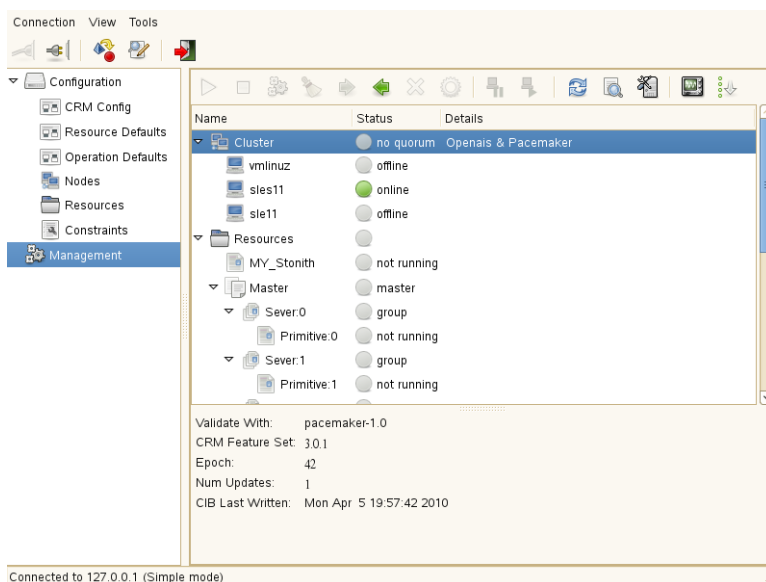 Connection View Tools
Configuration
CRM Config
Resource Defaults
Operation Defaults
Nodes
Resources
Constraints
Management
Name Status Details
Cluster no quorum Openais & Pacemaker
vmlinuz offline
sles11 online
sle11 offline
Resources
MY_Stonith not running
Master master
Sever:0 group
Primitive:0 not running
Sever:1 group
Primitive:1 not running
Validate With: pacemaker-1.0
CRM Feature Set: 3.0.1
Epoch: 42
Num Updates: 1
CIB Last Written: Mon Apr 5 19:57:42 2010
Connected to 127.0.0.1 (Simple mode)